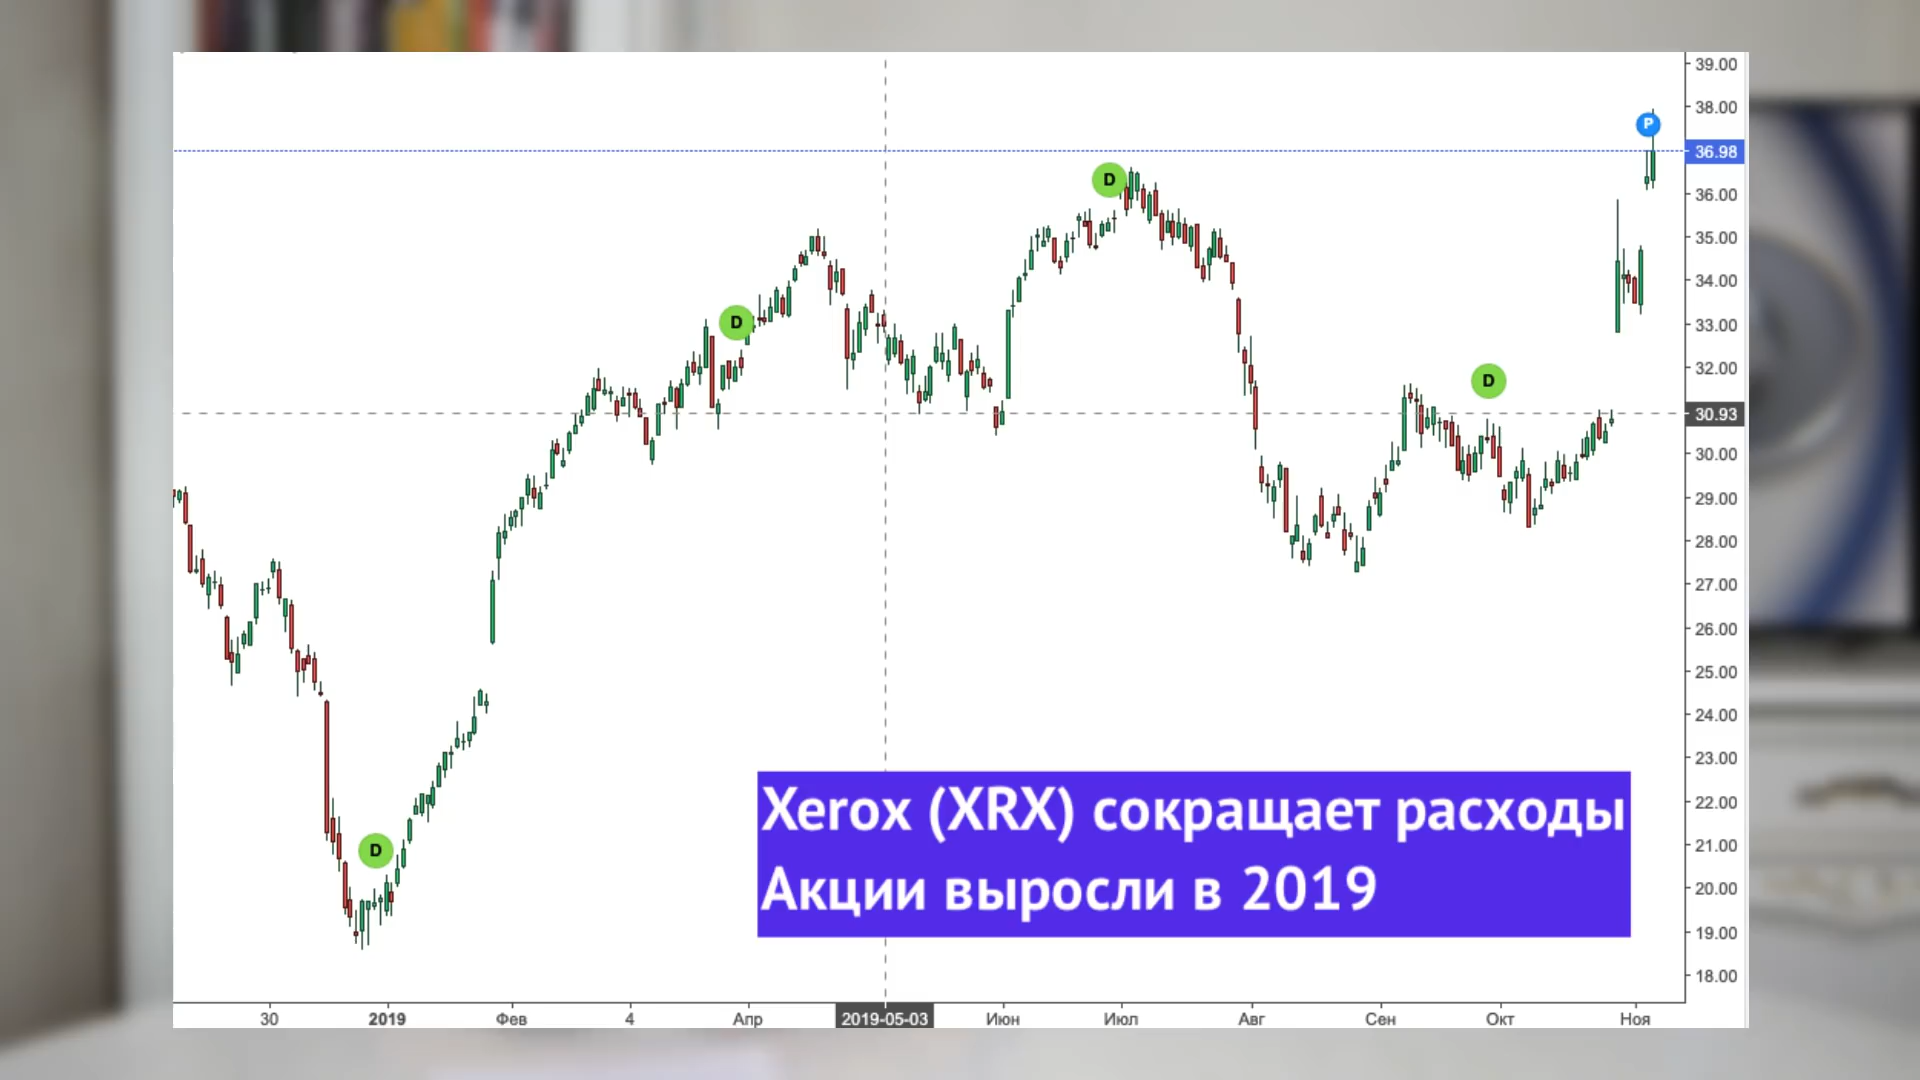 39.00
38.00
P
36.98
D
36.00
35.00
34.00
D
33.00
32.00
D
30.93
30.00
29.00
28.00
27.00
26.00
25.00
24.00
23.00
Xerox (XRX) сокращает расходы
Акции выросли в 2019
22.00
21.00
D
20.00
19.00
18.00
30 2019 Фев 4 Апр 2019-05-03 Июн Июл Авг Сен Окт Ноя